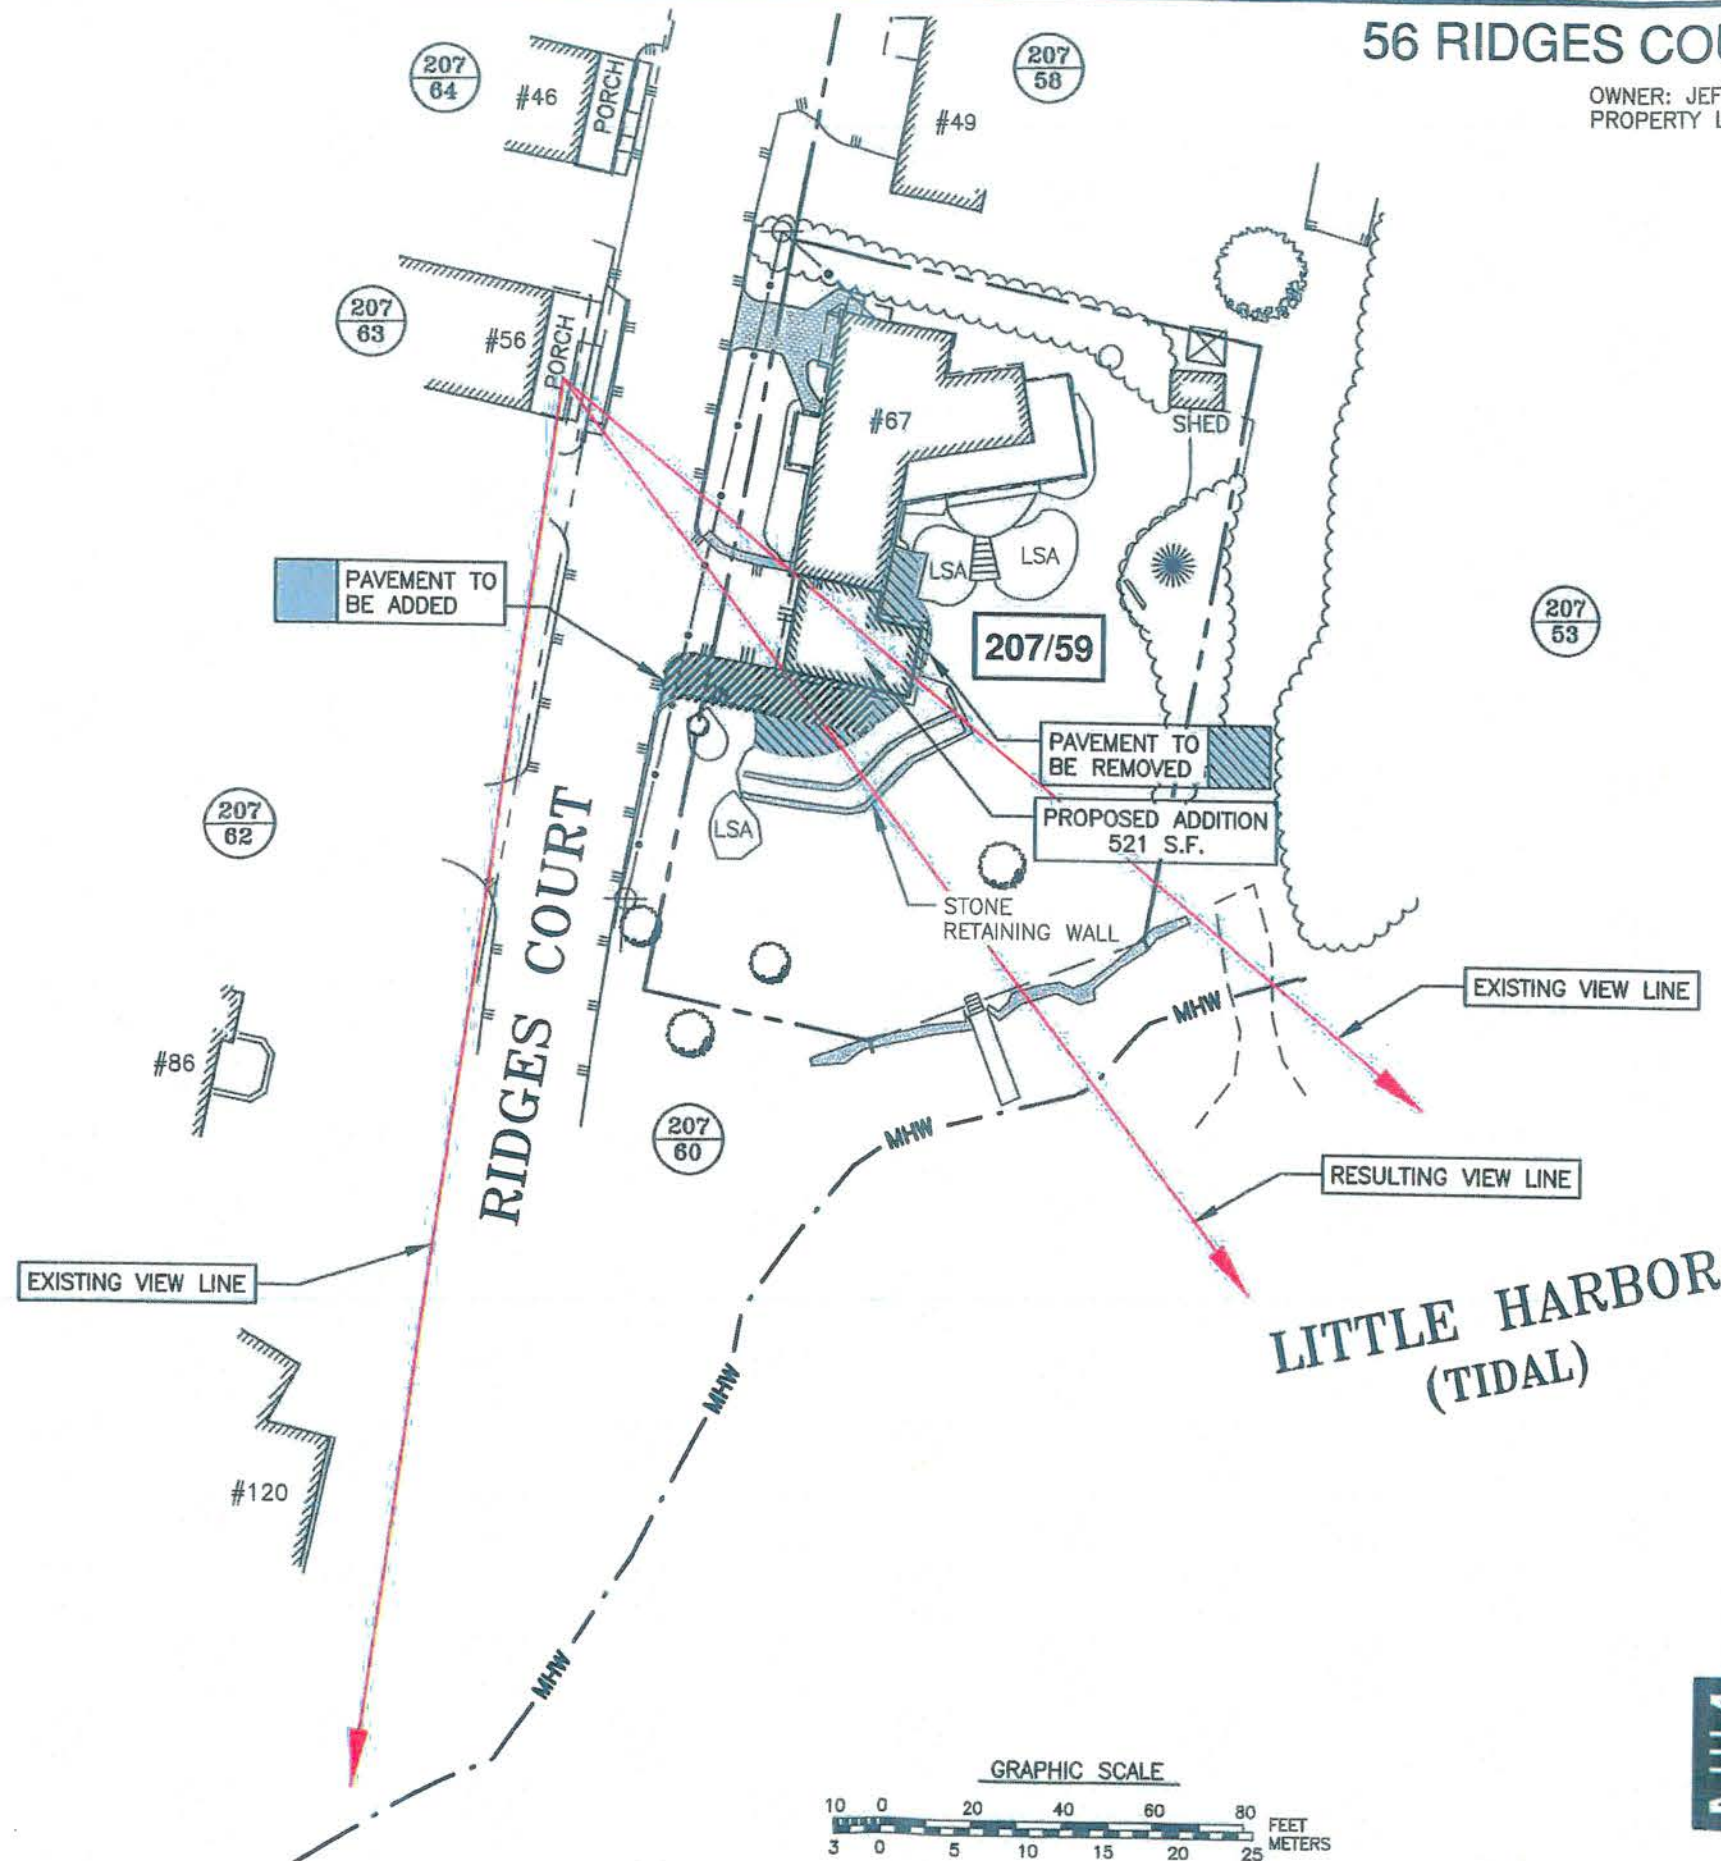 56 RIDGES COU
OWNER: JEF
PROPERTY L
207
64
#46
PORCH
207
58
#49
207
63
#56
PORCH
#67
SHED
LSA
LSA
PAVEMENT TO
BE ADDED
207/59
207
53
PAVEMENT TO
BE REMOVED
PROPOSED ADDITION
521 S.F.
207
62
LSA
STONE
RETAINING WALL
RIDGES COURT
EXISTING VIEW LINE
MHW
#86
207
60
MHW
RESULTING VIEW LINE
EXISTING VIEW LINE
LITTLE HARBOR
(TIDAL)
MHW
#120
MHW
GRAPHIC SCALE
10 0 20 40 60 80
FEET
3 0 5 10 15 20 25
METERS